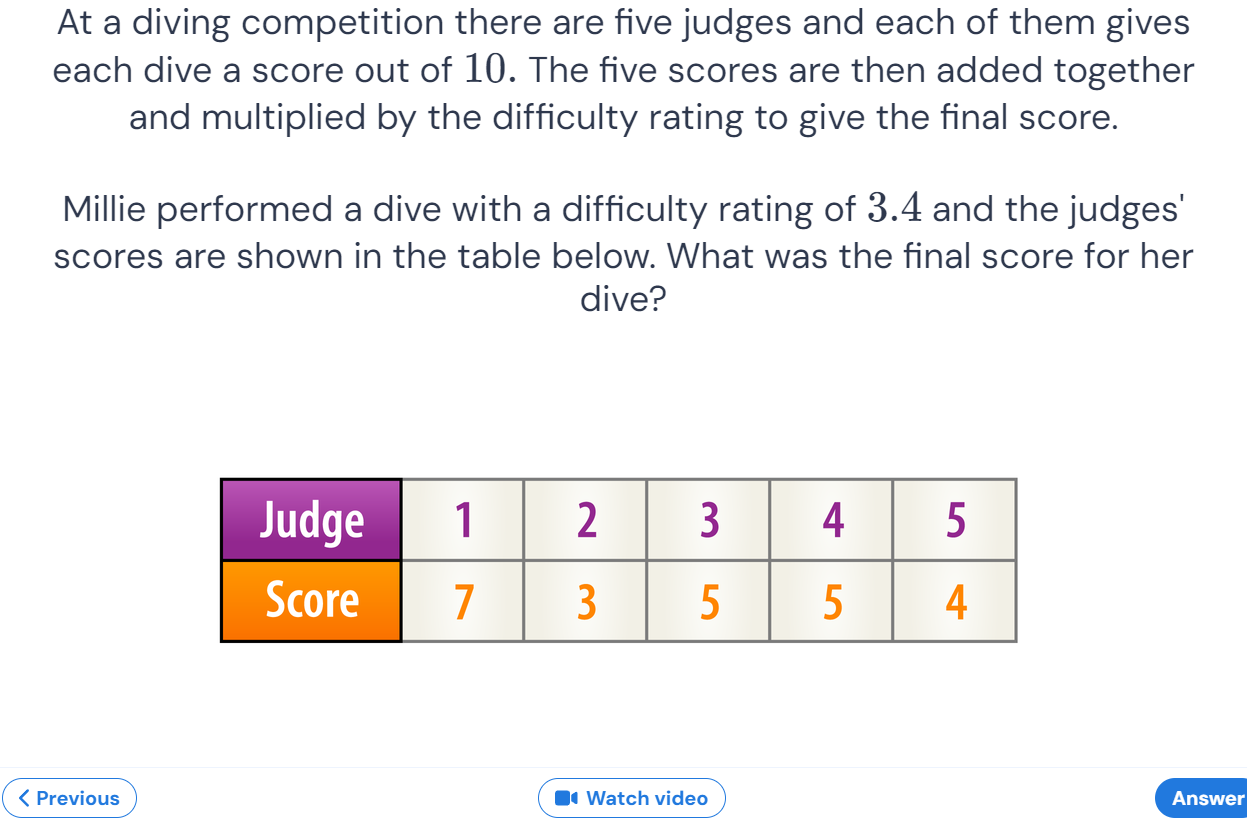 At a diving competition there are five judges and each of them gives
each dive a score out of 10. The five scores are then added together
and multiplied by the difficulty rating to give the final score.
Millie performed a dive with a difficulty rating of 3.4 and the judges'
scores are shown in the table below. What was the final score for her
dive?
Judge 1 2 3 4 5
Score 7 3 5 5 4
Previous Watch video Answer